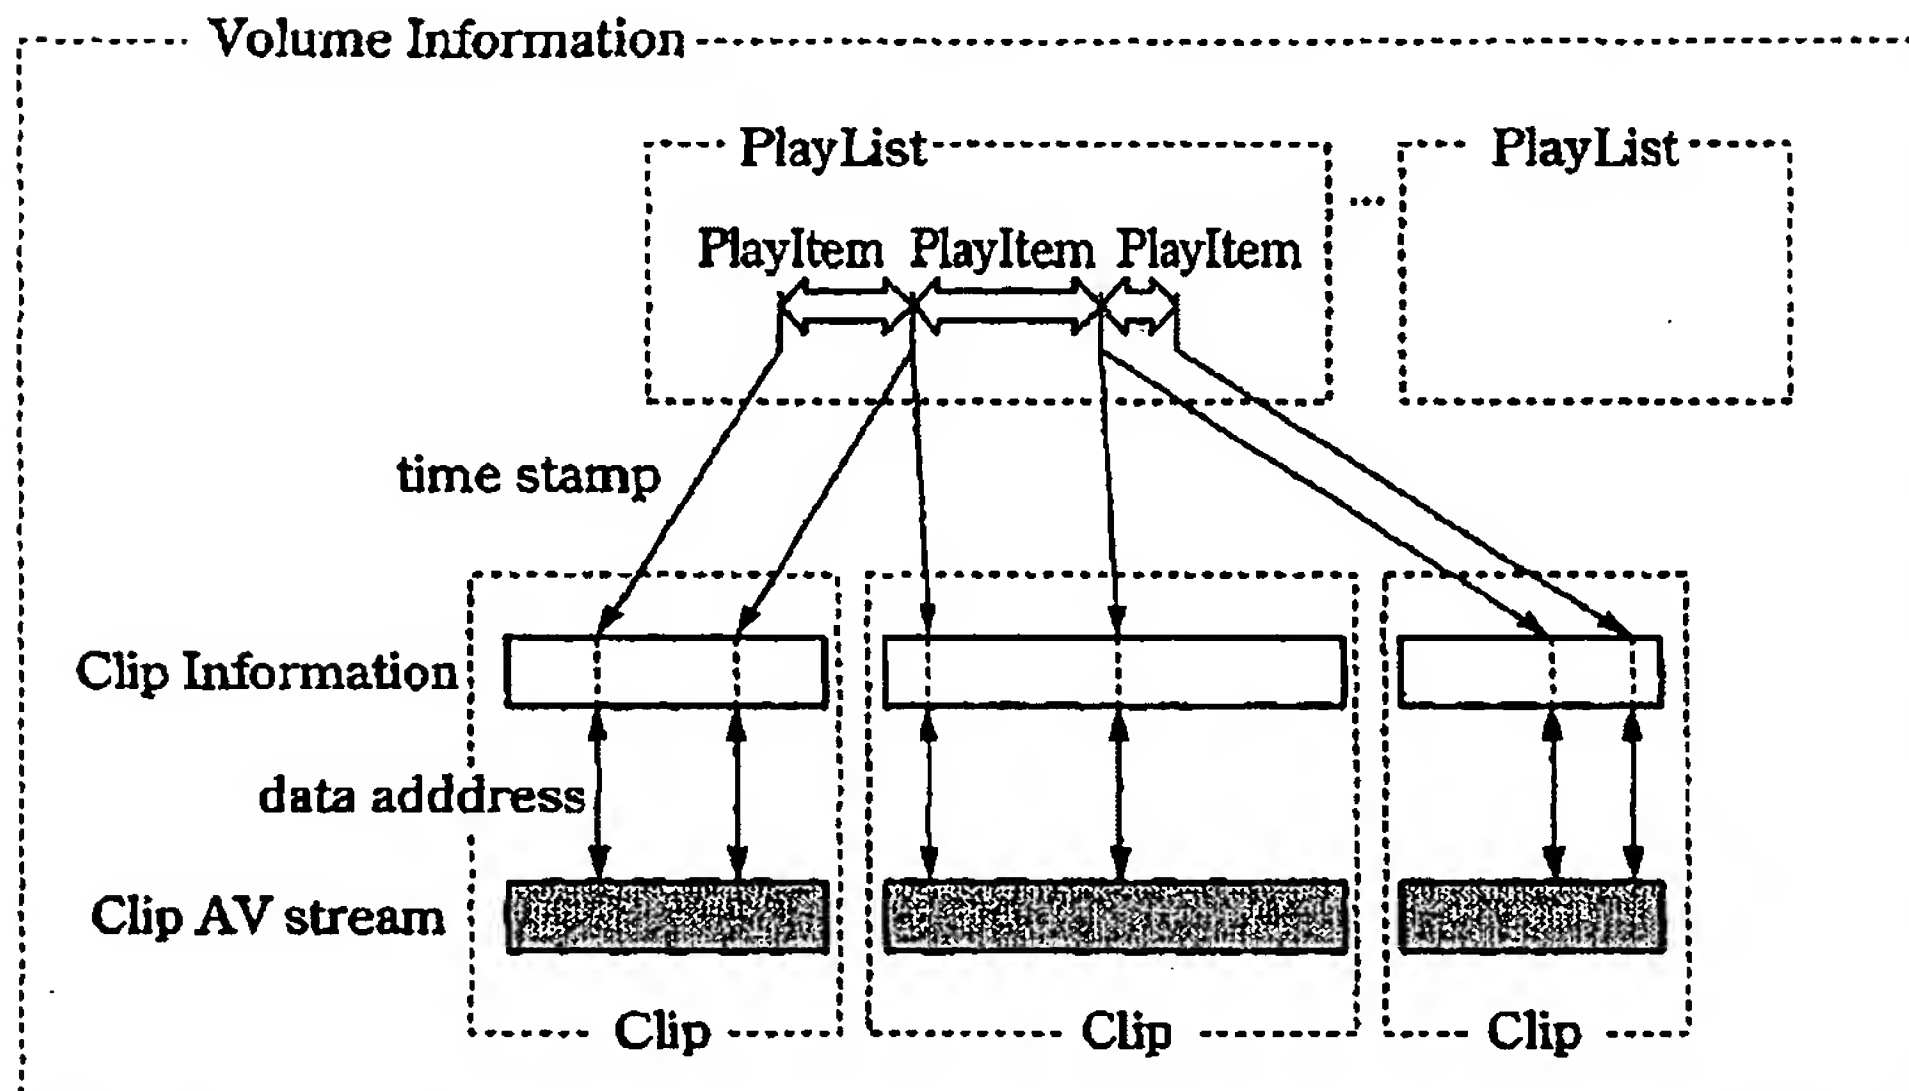 Volume Information
PlayList PlayList
...
PlayItem PlayItem PlayItem
time stamp
Clip Information
data adddress
Clip AV stream
Clip Clip Clip